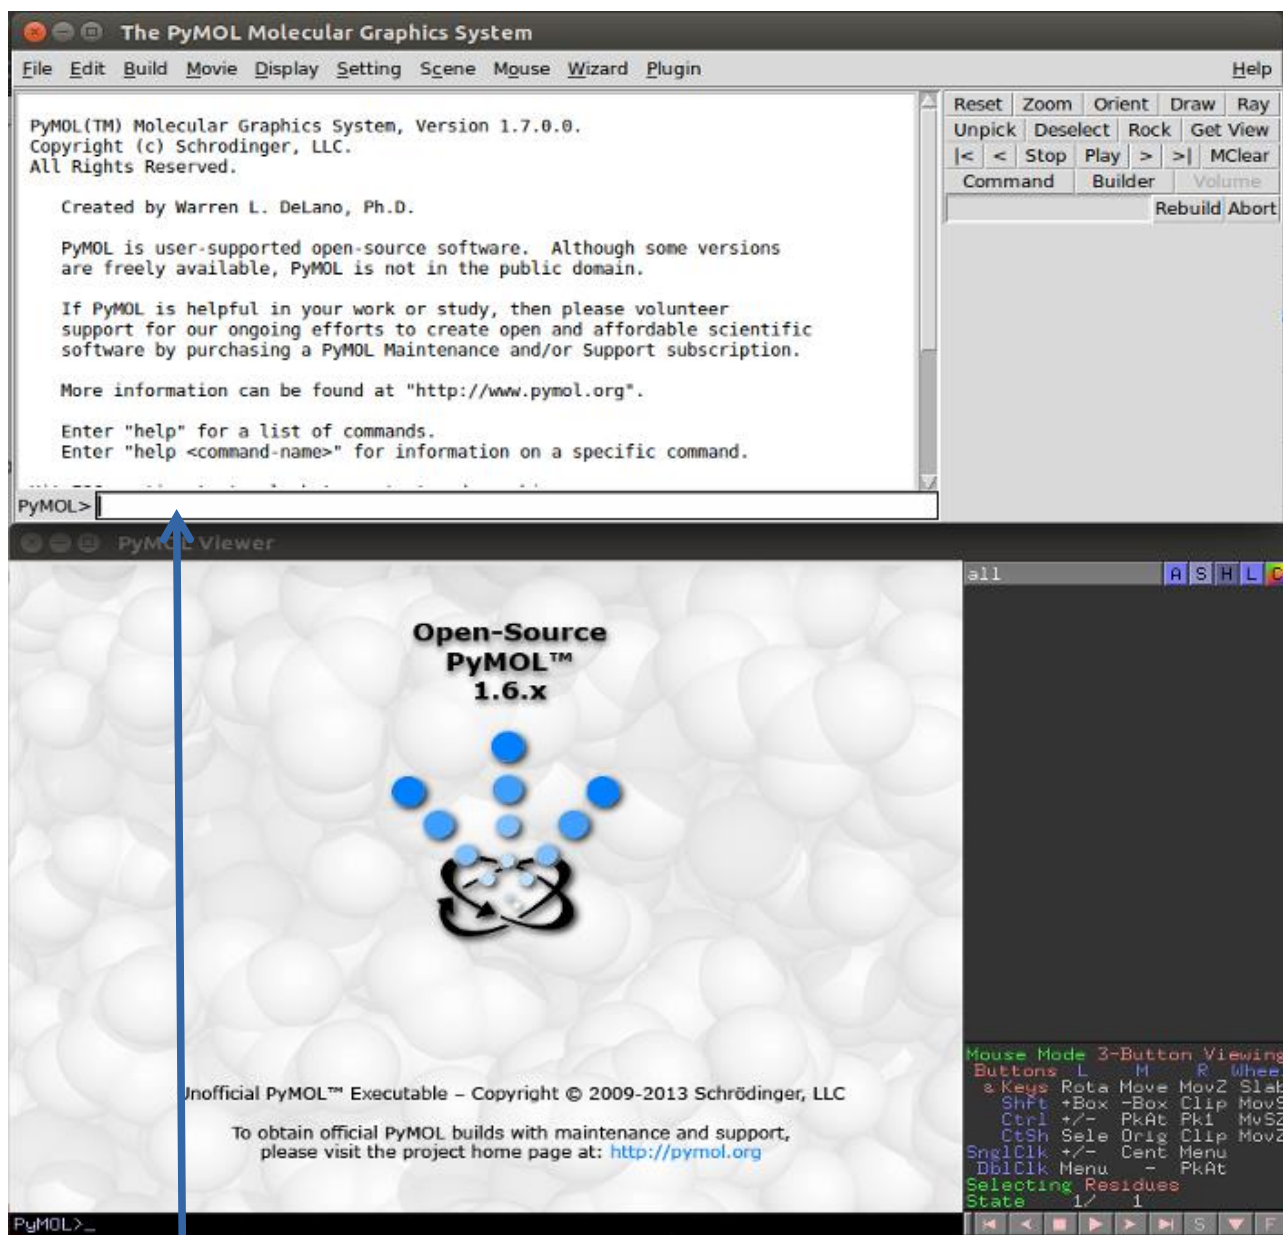 The PyMOL Molecular Graphics System
File Edit Build Movie Display Setting Scene Mouse Wizard Plugin Help
PyMOL(TM) Molecular Graphics System, Version 1.7.0.0.
Copyright (c) Schrodinger, LLC.
All Rights Reserved.
Created by Warren L. DeLano, Ph.D.
PyMOL is user-supported open-source software. Although some versions
are freely available, PyMOL is not in the public domain.
If PyMOL is helpful in your work or study, then please volunteer
support for our ongoing efforts to create open and affordable scientific
software by purchasing a PyMOL Maintenance and/or Support subscription.
More information can be found at "http://www.pymol.org".
Enter "help" for a list of commands.
Enter "help <command-name>" for information on a specific command.
PyMOL>
Reset Zoom Orient Draw Ray
Unpick Deselect Rock Get View
|< < Stop Play > >| MClear
Command Builder Volume
Rebuild Abort
PyMOL Viewer
Open-Source
PyMOL™
1.6.x
Unofficial PyMOL™ Executable – Copyright © 2009-2013 Schrödinger, LLC
To obtain official PyMOL builds with maintenance and support,
please visit the project home page at: http://pymol.org
PyMOL>_
all A S H L C
Mouse Mode 3-Button Viewing
Buttons L M R Whee
& Keys Rota Move MovZ Slab
Shft +Box -Box Clip MovS
Ctrl +/- PkAt Pk1 MvSZ
CtSh Sele Orig Clip MovZ
SnglClk +/- Cent Menu
DblClk Menu - PkAt
Selecting Residues
State 1/ 1
S F